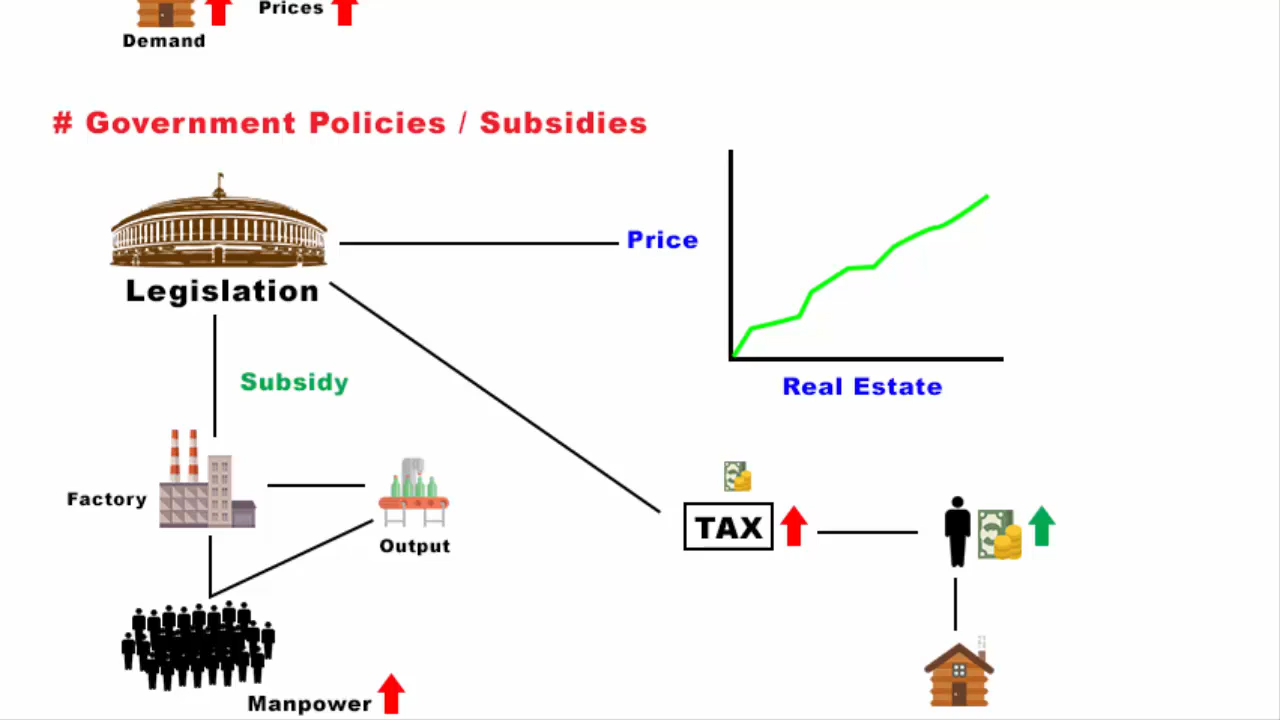 Prices
Demand
# Government Policies / Subsidies
Price
Legislation
Subsidy
Real Estate
Factory
TAX
Output
Manpower